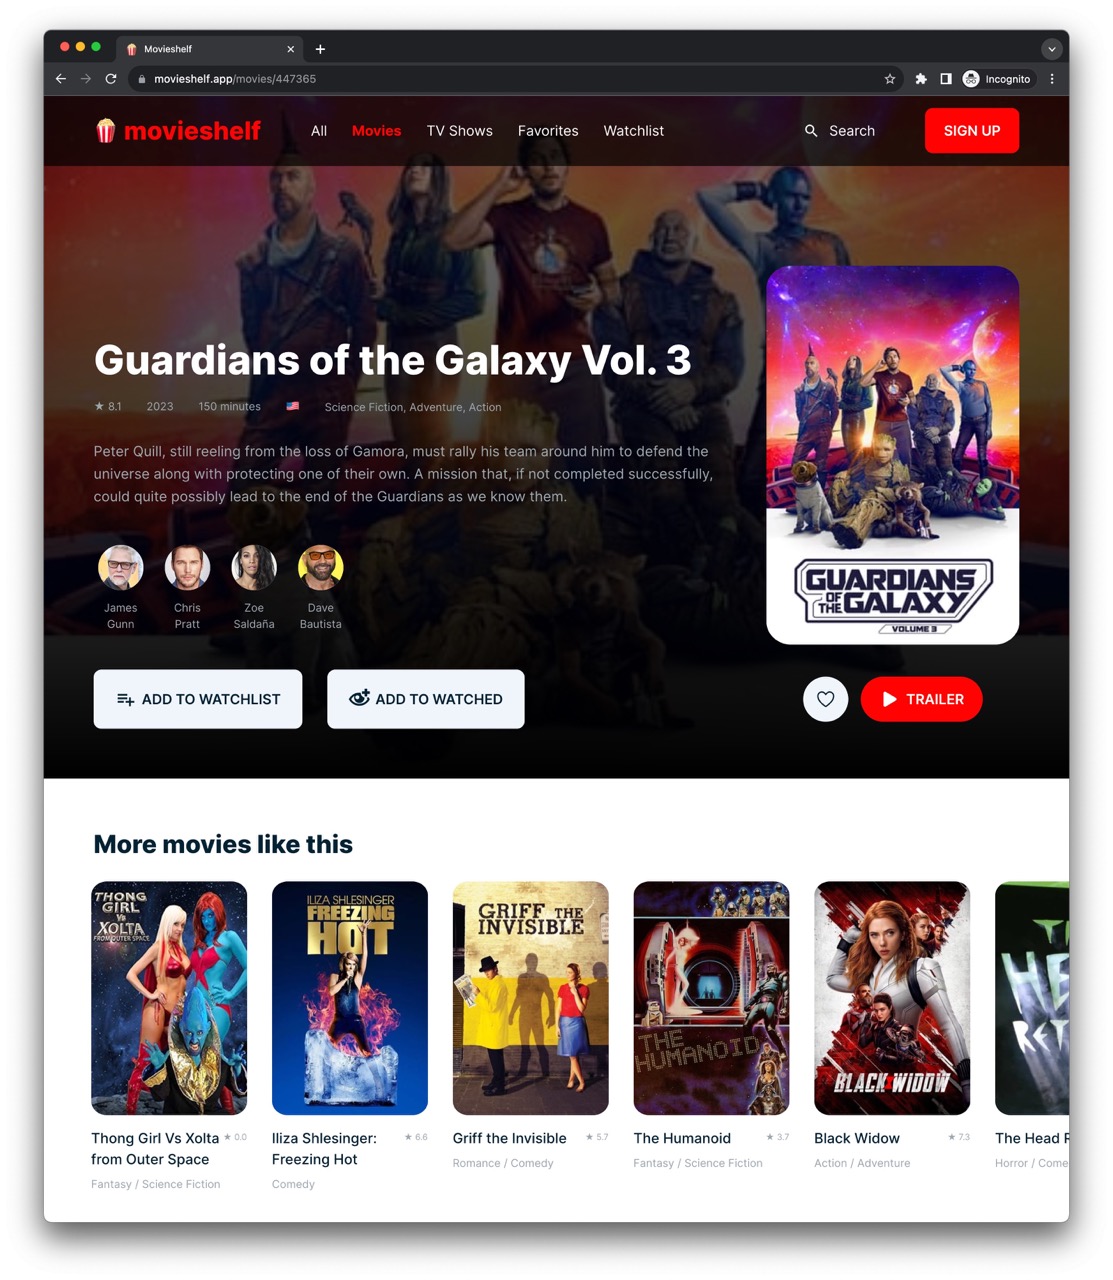 Movieshelf
movieshelf.app/movies/447365
Incognito
movieshelf
All
Movies
TV Shows
Favorites
Watchlist
Search
SIGN UP
Guardians of the Galaxy Vol. 3
★ 8.1
2023
150 minutes
Science Fiction, Adventure, Action
Peter Quill, still reeling from the loss of Gamora, must rally his team around him to defend the
universe along with protecting one of their own. A mission that, if not completed successfully,
could quite possibly lead to the end of the Guardians as we know them.
James
Gunn
Chris
Pratt
Zoe
Saldaña
Dave
Bautista
GUARDIANS
OF THE GALAXY
VOLUME 3
ADD TO WATCHLIST
ADD TO WATCHED
TRAILER
More movies like this
THONG
GIRL
Vs
XOLTA
FROM OUTER SPACE
ILIZA SHLESINGER
FREEZING
HOT
GRIFF THE
INVISIBLE
THE
HUMANOID
BLACK WIDOW
Thong Girl Vs Xolta
from Outer Space
★ 0.0
Fantasy / Science Fiction
Iliza Shlesinger:
Freezing Hot
★ 6.6
Comedy
Griff the Invisible
★ 5.7
Romance / Comedy
The Humanoid
★ 3.7
Fantasy / Science Fiction
Black Widow
★ 7.3
Action / Adventure
The Head
Horror /